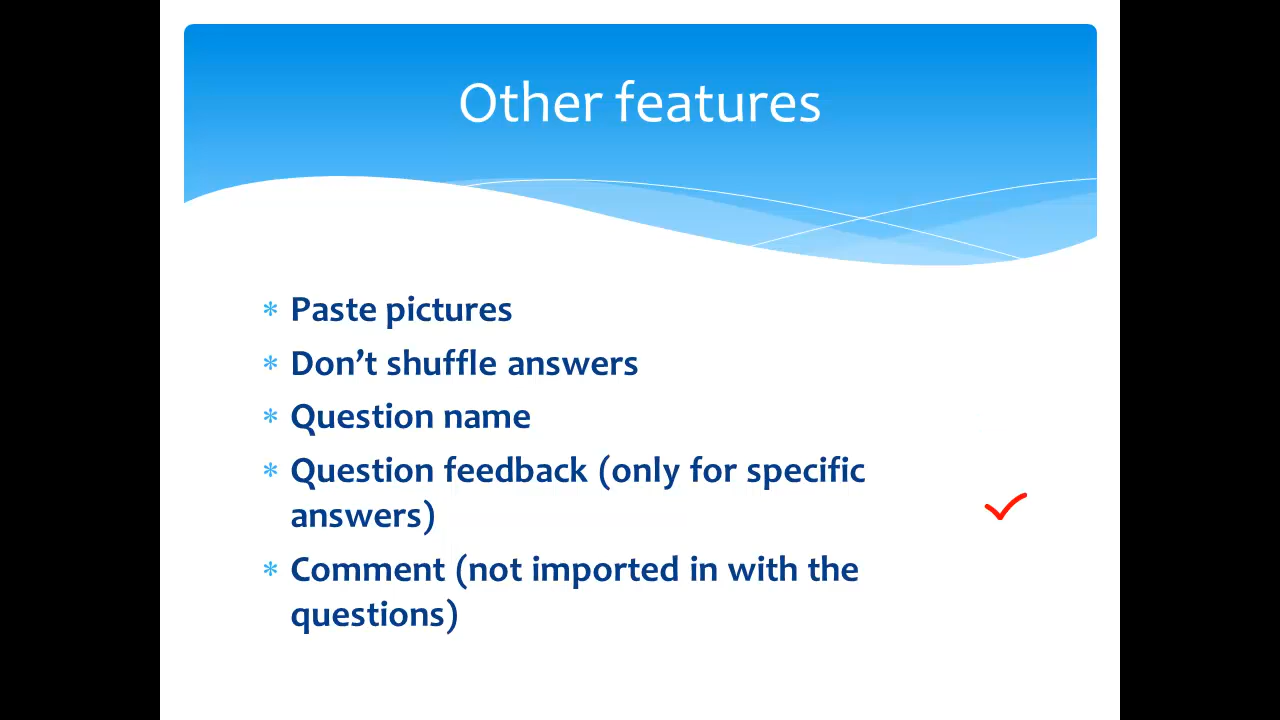 Other features
* Paste pictures
* Don’t shuffle answers
* Question name
* Question feedback (only for specific
answers)
* Comment (not imported in with the
questions)